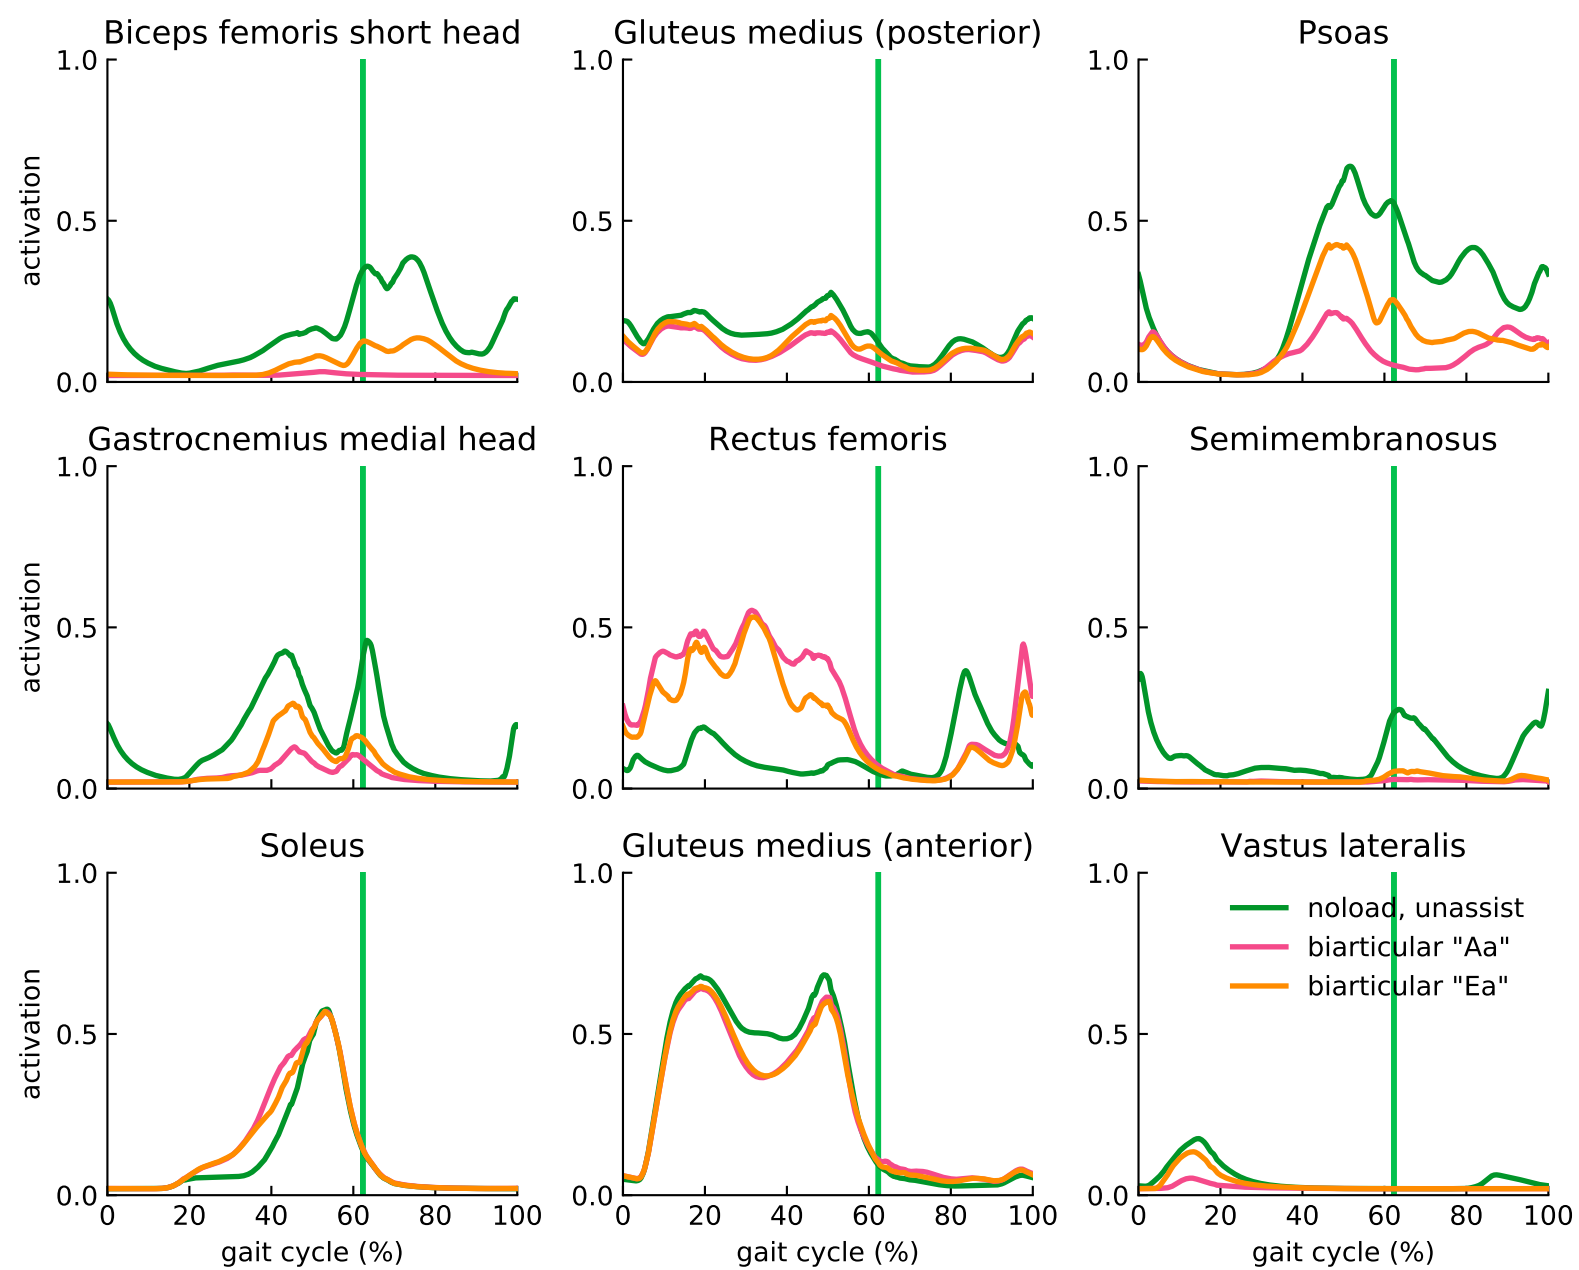 Biceps femoris short head
Gluteus medius (posterior)
Psoas
1.0
1.0
1.0
activation
0.5
0.5
0.5
0.0
0.0
0.0
Gastrocnemius medial head
Rectus femoris
Semimembranosus
1.0
1.0
1.0
activation
0.5
0.5
0.5
0.0
0.0
0.0
Soleus
Gluteus medius (anterior)
Vastus lateralis
1.0
1.0
1.0
noload, unassist
biarticular "Aa"
biarticular "Ea"
activation
0.5
0.5
0.5
0.0
0.0
0.0
0 20 40 60 80 100
0 20 40 60 80 100
0 20 40 60 80 100
gait cycle (%)
gait cycle (%)
gait cycle (%)